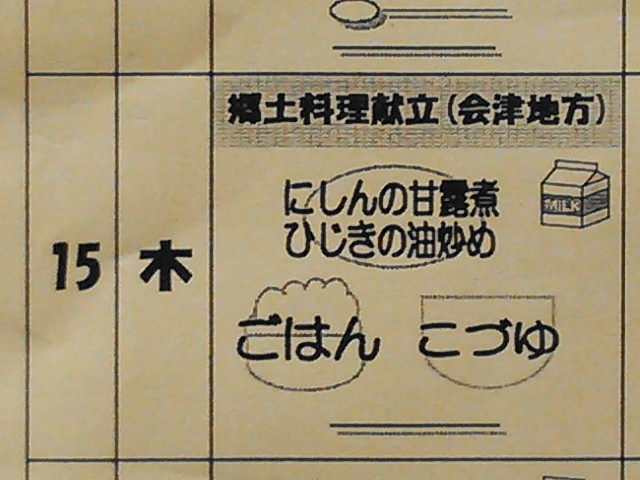 郷土料理献立(会津地方)
にしんの甘露煮
MILK
ひじきの油炒め
15 木
ごはん こづゆ